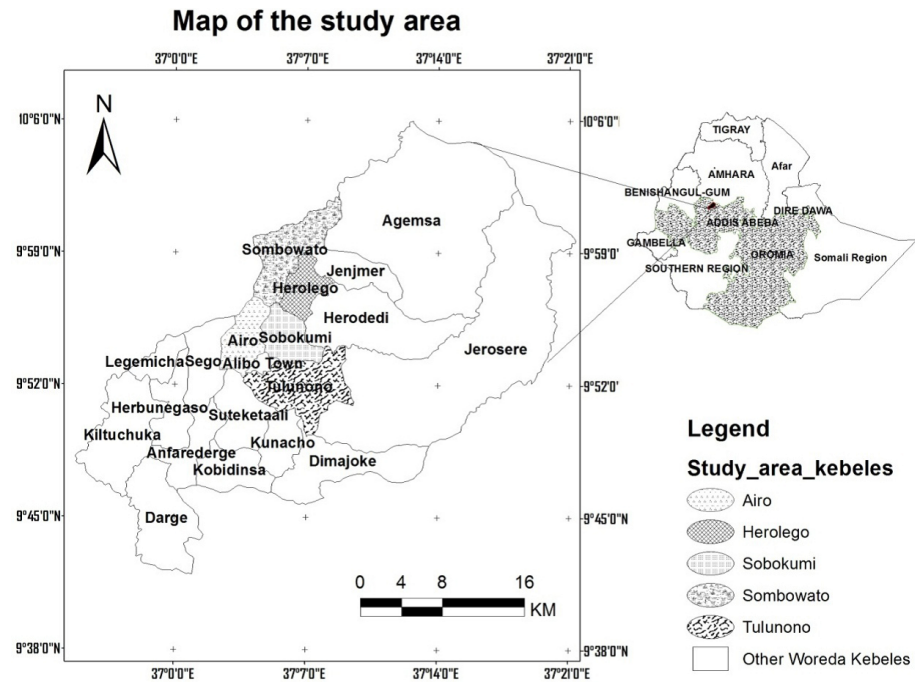 Map of the study area
37°0'0"E 37°7'0"E 37°14'0"E 37°21'0"E
N
10°6'0"N
10°6'0"N
9°59'0"N
9°59'0"N
9°52'0"N
9°52'0"
9°45'0"N
9°45'0"N
9°38'0"N
9°38'0"N
Agemsa
Sombowato
Jenjmer
Herolego
Herodedi
Airo
Sobokumi
Jerosere
Legemicha
Sego
Alibo Town
Tulunono
Herbunegaso
Suteketaali
Kiltuchuka
Kunacho
Anfarederge
Dimajoke
Kobidinsa
Darge
0 4 8 16
KM
37°0'0"E 37°7'0"E 37°14'0"E 37°21'0"E
TIGRAY
Afar
AMHARA
BENISHANGUL-GUM
DIRE DAWA
ADDIS ABEBA
GAMBELLA
OROMIA
Somali Region
SOUTHERN REGION
Legend
Study_area_kebeles
Airo
Herolego
Sobokumi
Sombowato
Tulunono
Other Woreda Kebeles